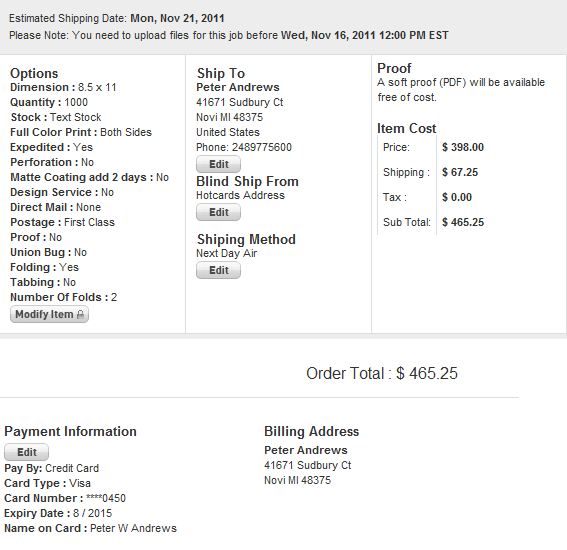 Estimated Shipping Date: Mon, Nov 21, 2011
Please Note: You need to upload files for this job before Wed, Nov 16, 2011 12:00 PM EST
Options
Dimension : 8.5 x 11
Quantity : 1000
Stock : Text Stock
Full Color Print : Both Sides
Expedited : Yes
Perforation : No
Matte Coating add 2 days : No
Design Service : No
Direct Mail : None
Postage : First Class
Proof : No
Union Bug : No
Folding : Yes
Tabbing : No
Number Of Folds : 2
Modify Item
Ship To
Peter Andrews
41671 Sudbury Ct
Novi MI 48375
United States
Phone: 2489775600
Edit
Blind Ship From
Hotcards Address
Edit
Shiping Method
Next Day Air
Edit
Proof
A soft proof (PDF) will be available
free of cost.
Item Cost
Price: $ 398.00
Shipping : $ 67.25
Tax : $ 0.00
Sub Total: $ 465.25
Order Total : $ 465.25
Payment Information
Edit
Pay By: Credit Card
Card Type : Visa
Card Number : ****0450
Expiry Date : 8 / 2015
Name on Card : Peter W Andrews
Billing Address
Peter Andrews
41671 Sudbury Ct
Novi MI 48375